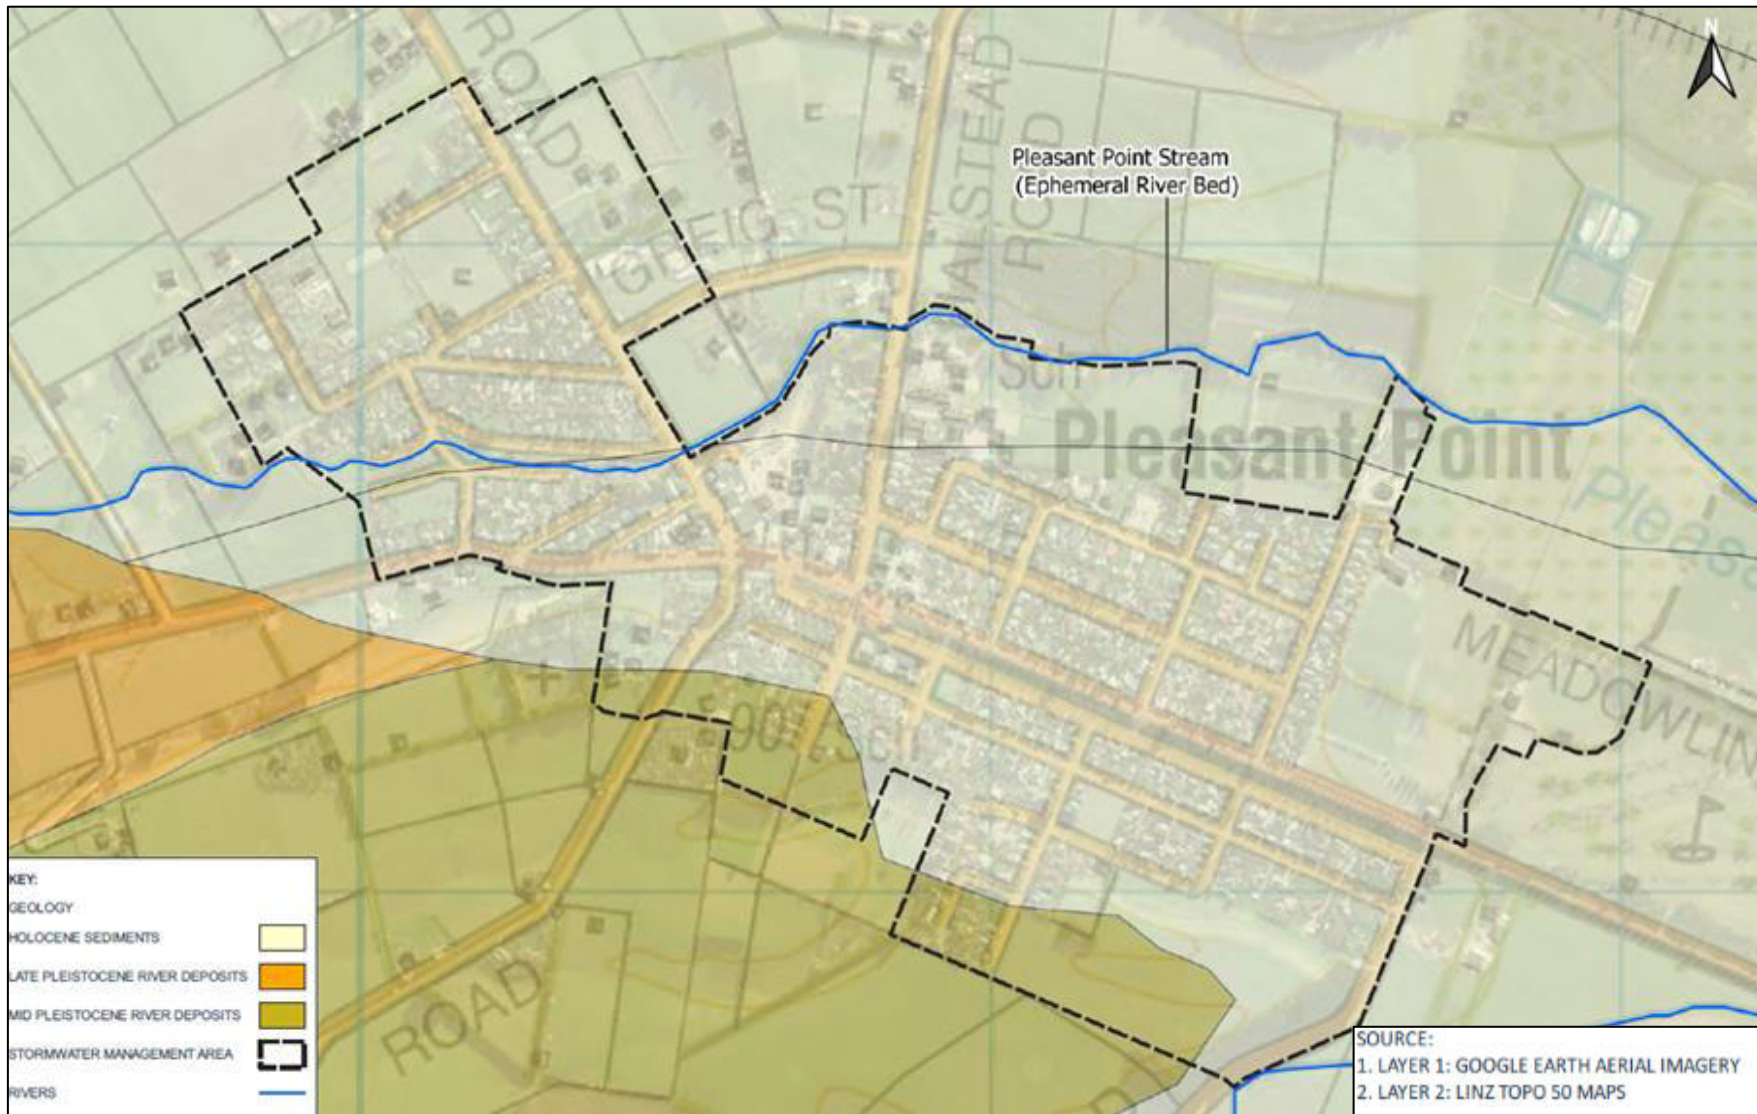 N
ROAD
HALSTEAD
ROAD
Pleasant Point Stream
(Ephemeral River Bed)
GREIG ST
Sch
Pleasant Point
MEADOWLIN
90
ROAD
KEY:
GEOLOGY
HOLOCENE SEDIMENTS
LATE PLEISTOCENE RIVER DEPOSITS
MID PLEISTOCENE RIVER DEPOSITS
STORMWATER MANAGEMENT AREA
RIVERS
SOURCE:
1. LAYER 1: GOOGLE EARTH AERIAL IMAGERY
2. LAYER 2: LINZ TOPO 50 MAPS